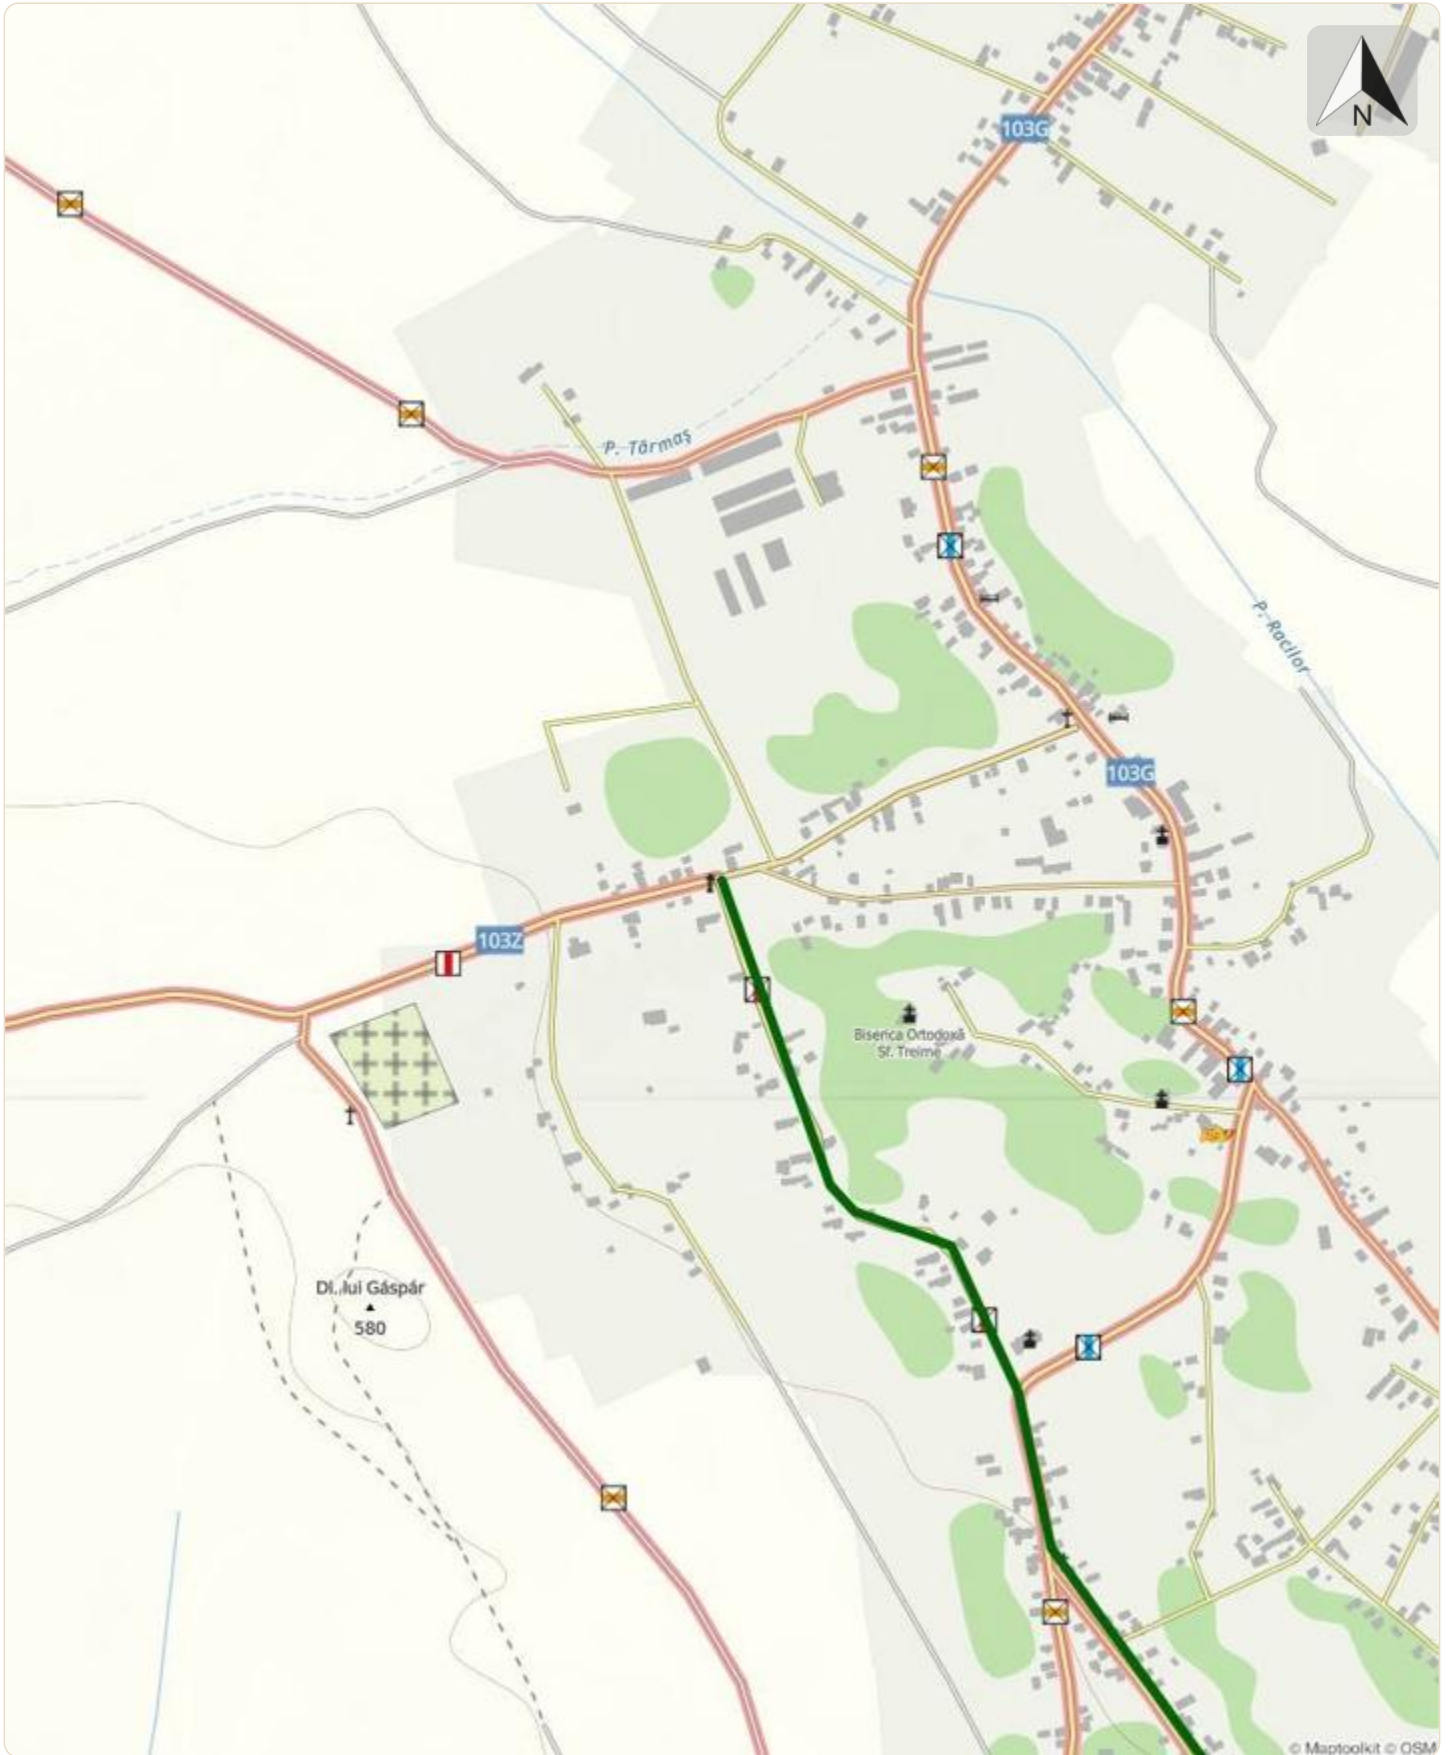 103G
N
P. Târmaş
P. Racilor
103G
103Z
Biserica Ortodoxă
Sf. Treime
Dl. lui Gáspár
580
© Maptoolkit © OSM